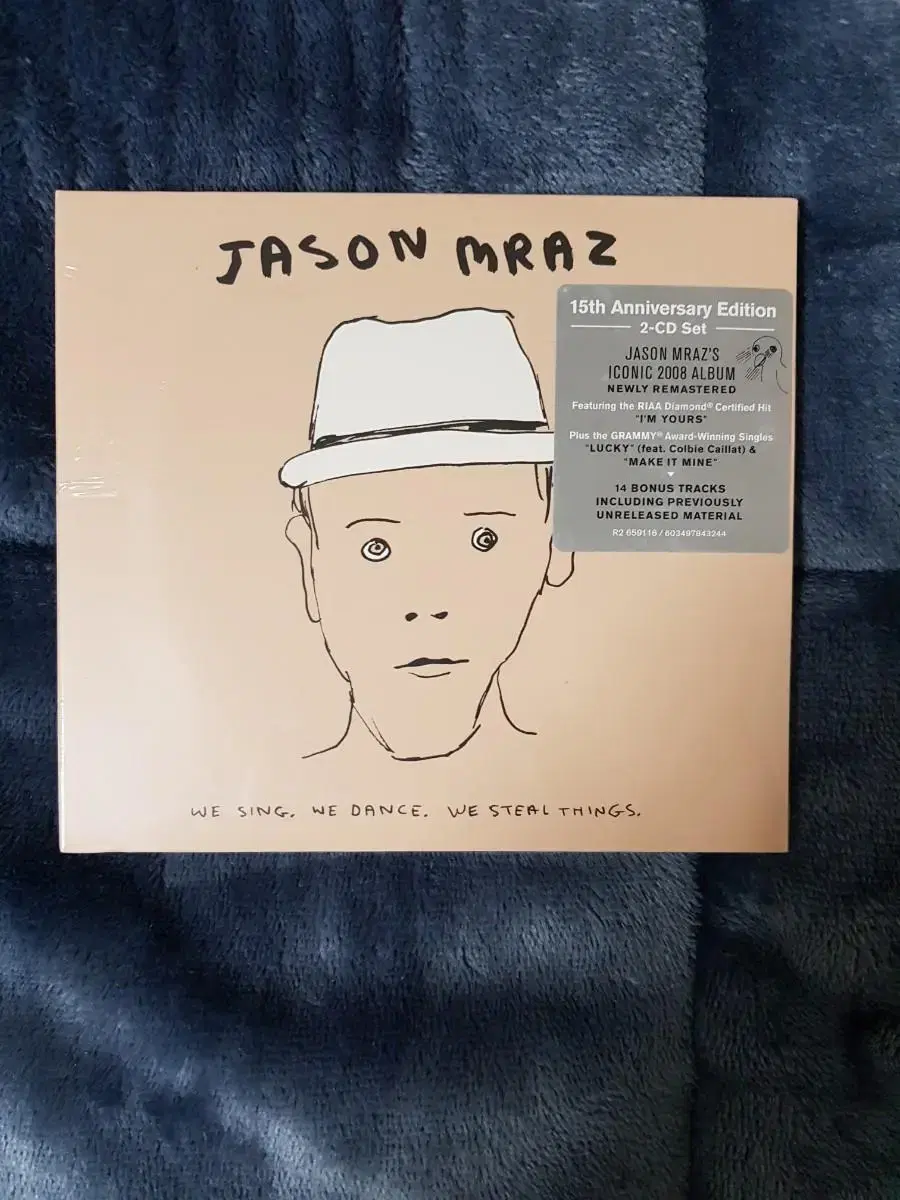 JASON MRAZ
15th Anniversary Edition
2-CD Set
JASON MRAZ'S
ICONIC 2008 ALBUM
NEWLY REMASTERED
Featuring the RIAA Diamond® Certified Hit
"I'M YOURS"
Plus the GRAMMY® Award-Winning Singles
"LUCKY" (feat. Colbie Caillat) &
"MAKE IT MINE"
14 BONUS TRACKS
INCLUDING PREVIOUSLY
UNRELEASED MATERIAL
R2 659116 / 603497843244
WE SING. WE DANCE. WE STEAL THINGS.